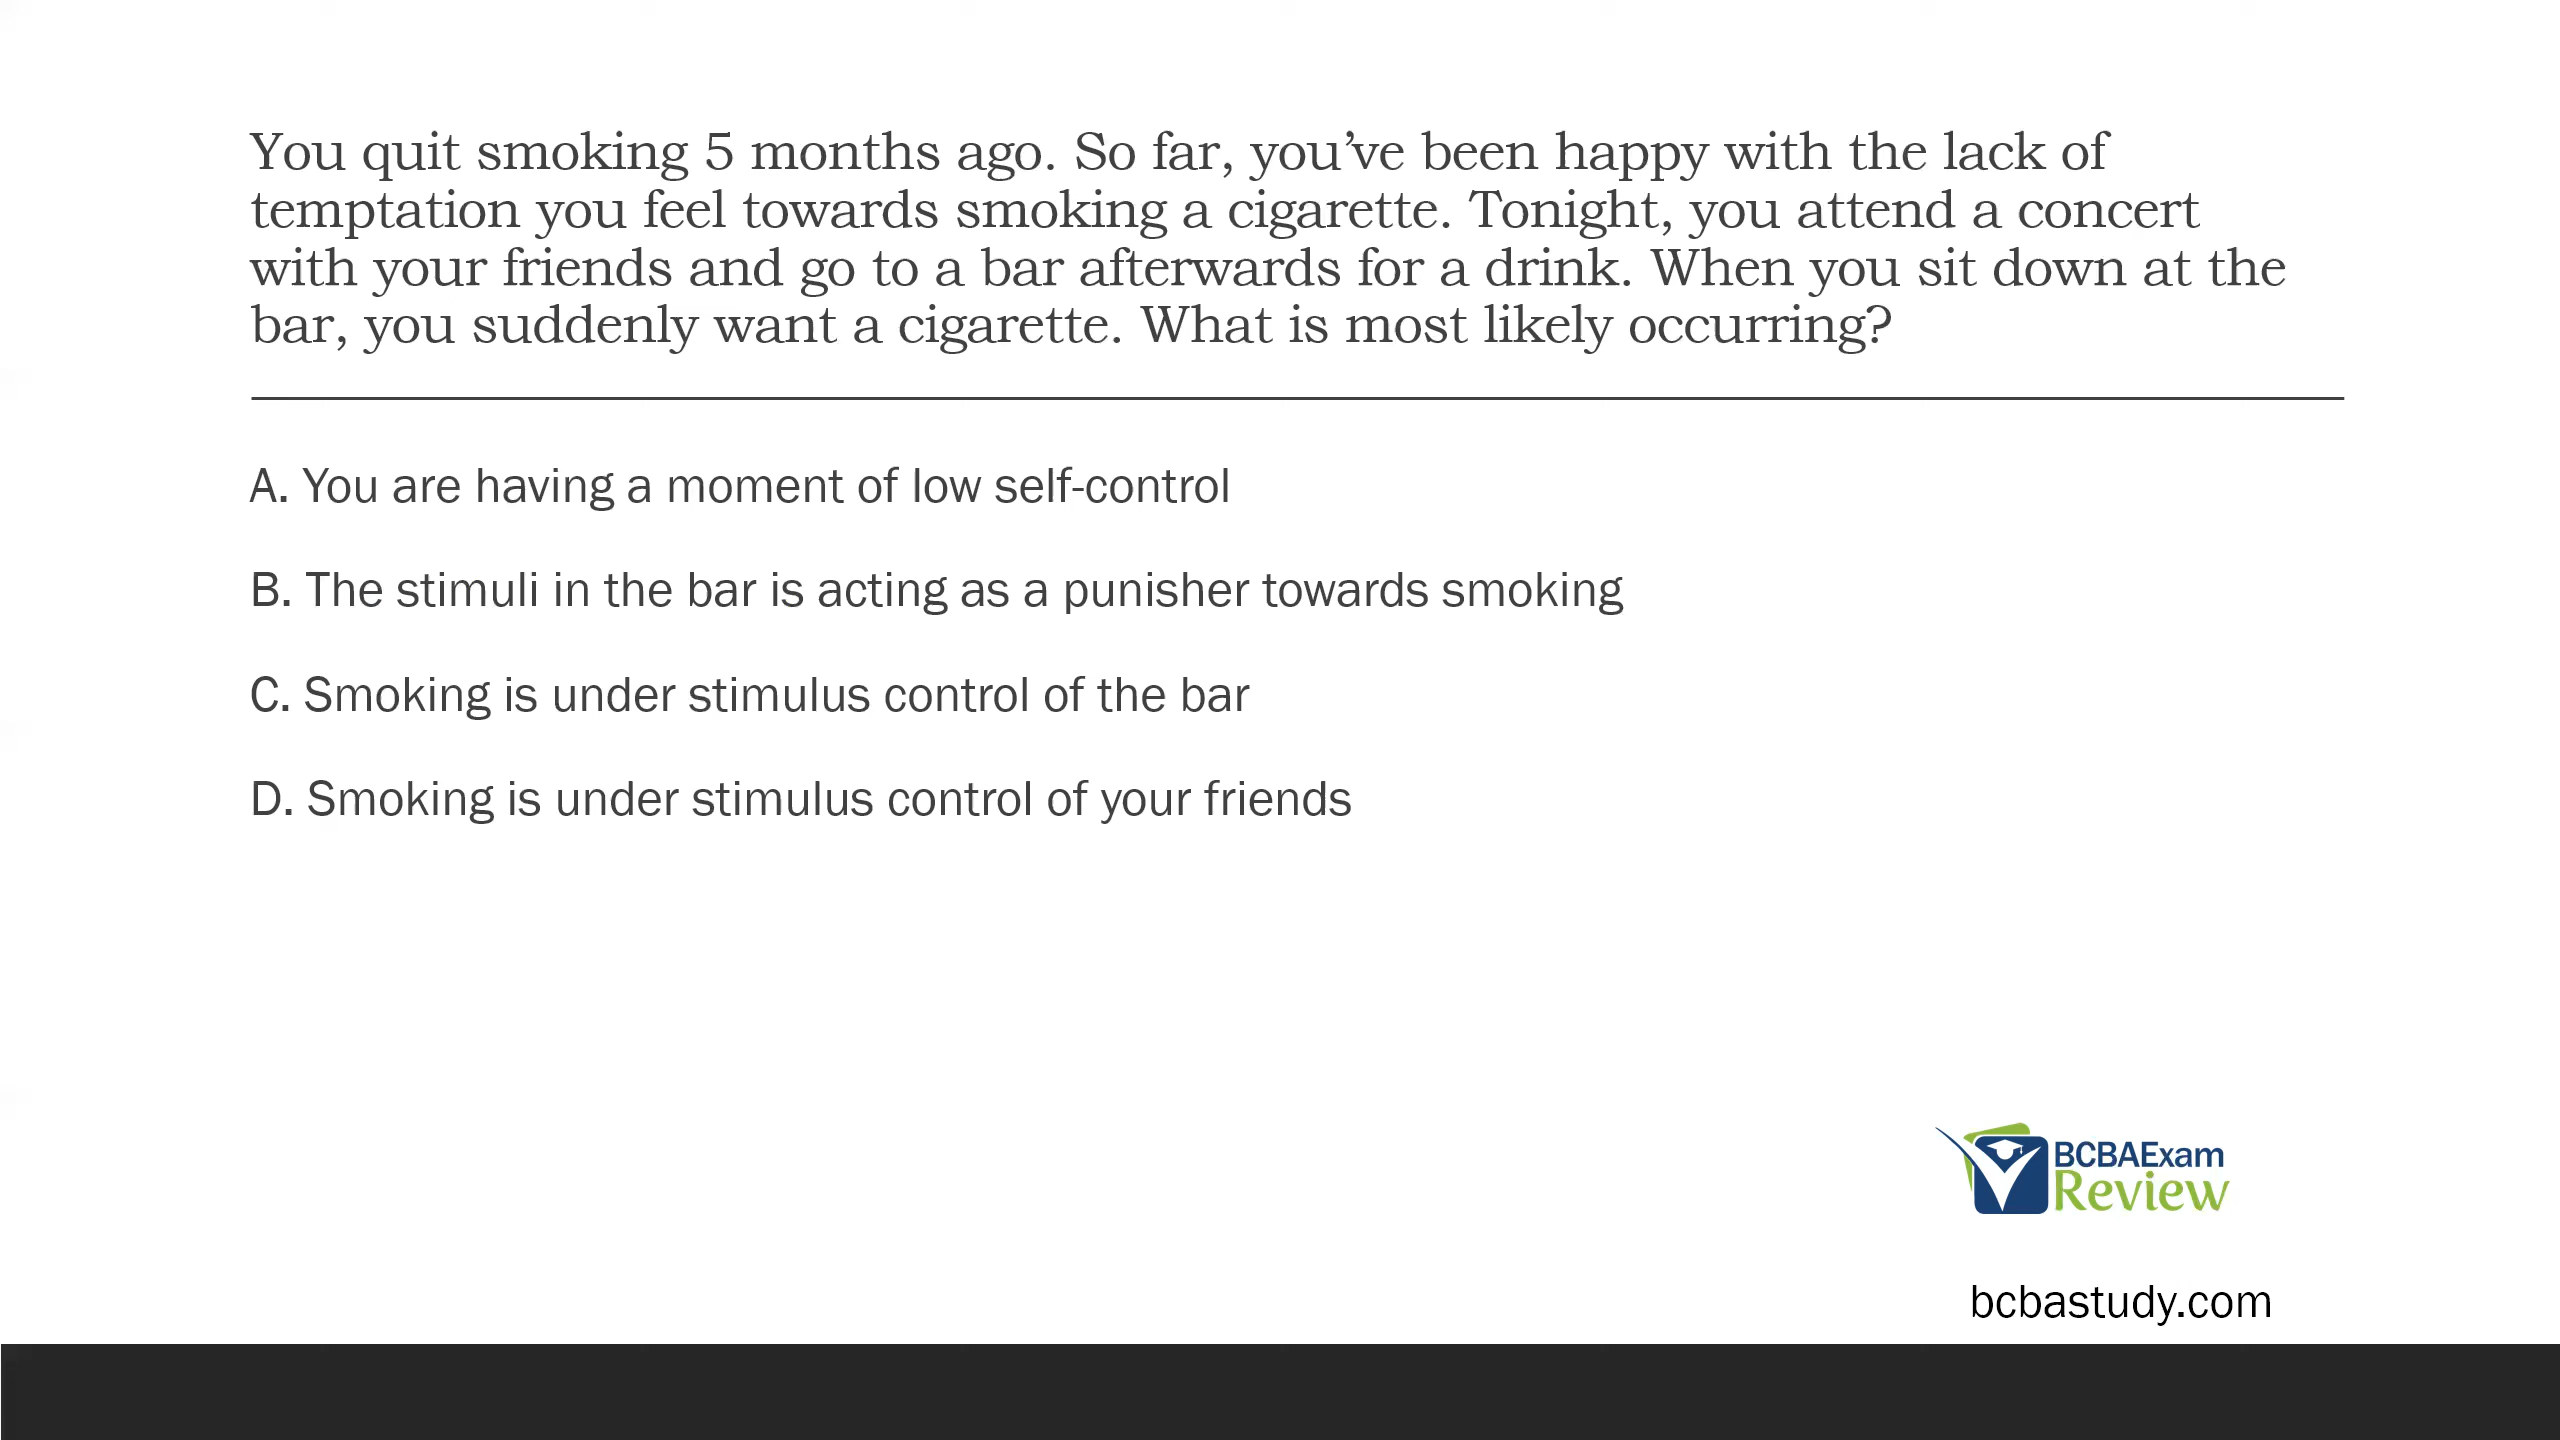 You quit smoking 5 months ago. So far, you’ve been happy with the lack of
temptation you feel towards smoking a cigarette. Tonight, you attend a concert
with your friends and go to a bar afterwards for a drink. When you sit down at the
bar, you suddenly want a cigarette. What is most likely occurring?
A. You are having a moment of low self-control
B. The stimuli in the bar is acting as a punisher towards smoking
C. Smoking is under stimulus control of the bar
D. Smoking is under stimulus control of your friends
BCBAExam
Review
bcbastudy.com